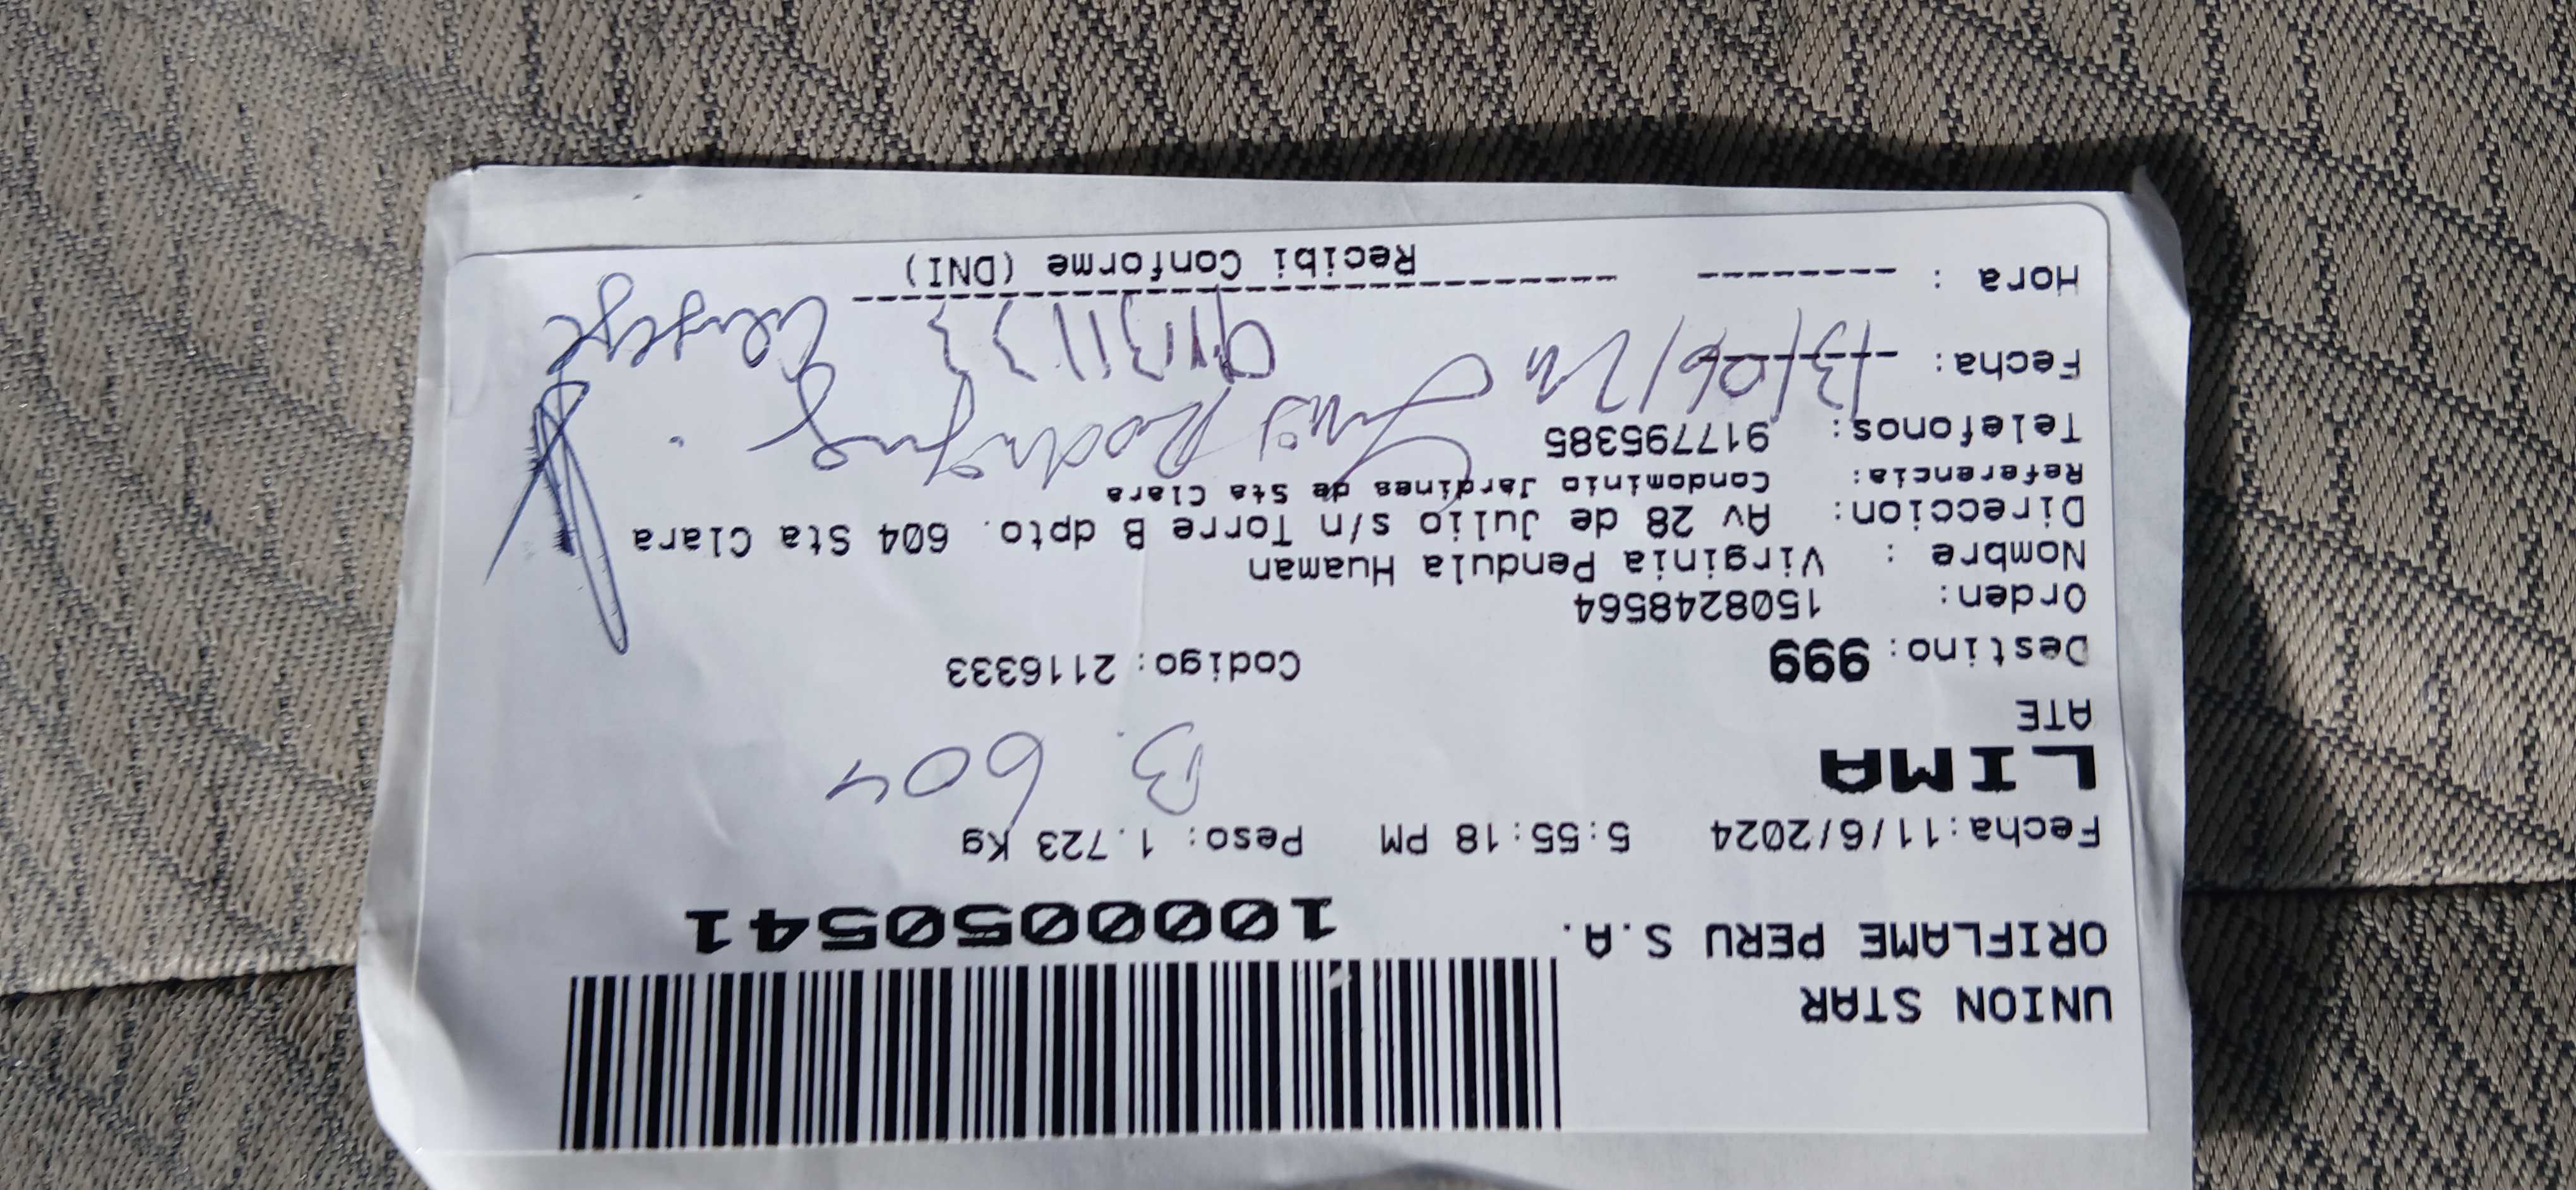 UNION STAR
ORIFLAME PERU S.A.
1000050541
Fecha:11/6/2024 5:55:18 PM Peso: 1.723 Kg
LIMA
B. 604
ATE
Destino: 999 Codigo: 2116333
Orden: 1508248564
Nombre : Virginia Pendula Huaman
Direccion: Av 28 de Julio s/n Torre B dpto. 604 Sta Clara
Referencia: Condominio Jardines de Sta Clara
Telefonos: 917795385
Fecha: 13/06/24
Rodriguez
Hora : --------
Recibi Conforme (DNI)